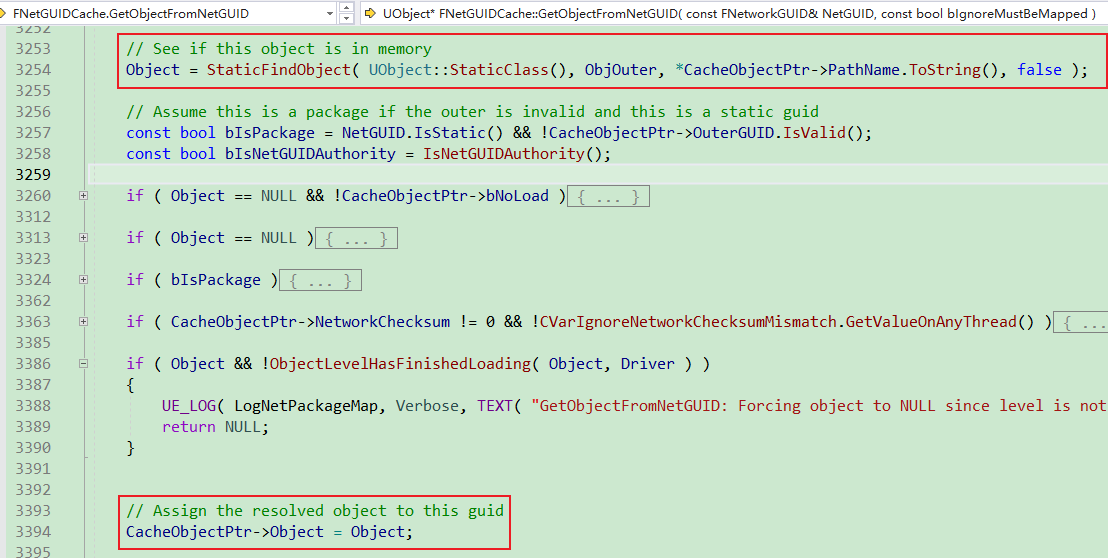 FNetGUIDCache.GetObjectFromNetGUID
UObject* FNetGUIDCache::GetObjectFromNetGUID( const FNetworkGUID& NetGUID, const bool bIgnoreMustBeMapped )
3252
3253 // See if this object is in memory
3254 Object = StaticFindObject( UObject::StaticClass(), ObjOuter, *CacheObjectPtr->PathName.ToString(), false );
3255
3256 // Assume this is a package if the outer is invalid and this is a static guid
3257 const bool bIsPackage = NetGUID.IsStatic() && !CacheObjectPtr->OuterGUID.IsValid();
3258 const bool bIsNetGUIDAuthority = IsNetGUIDAuthority();
3259
3260 if ( Object == NULL && !CacheObjectPtr->bNoLoad ){ ... }
3312
3313 if ( Object == NULL ){ ... }
3323
3324 if ( bIsPackage ){ ... }
3362
3363 if ( CacheObjectPtr->NetworkChecksum != 0 && !CVarIgnoreNetworkChecksumMismatch.GetValueOnAnyThread() ){ ...
3385
3386 if ( Object && !ObjectLevelHasFinishedLoading( Object, Driver ) )
3387 {
3388 UE_LOG( LogNetPackageMap, Verbose, TEXT( "GetObjectFromNetGUID: Forcing object to NULL since level is not
3389 return NULL;
3390 }
3391
3392
3393 // Assign the resolved object to this guid
3394 CacheObjectPtr->Object = Object;
3395